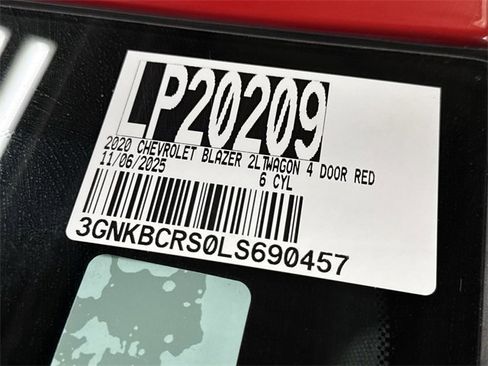 LP20209
2020 CHEVROLET BLAZER 2LTWAGON 4 DOOR RED
11/06/2025 6 CYL
3GNKBCRS0LS690457